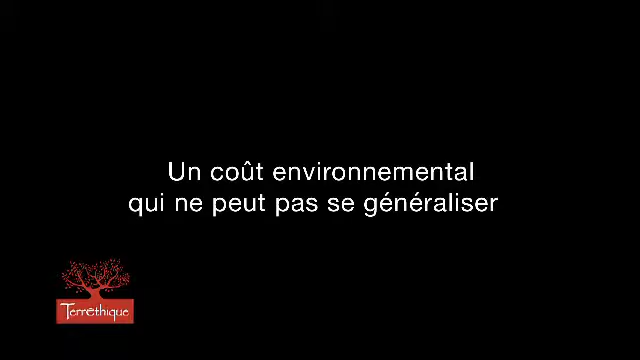 Un coût environnemental
qui ne peut pas se généraliser
Terrethique